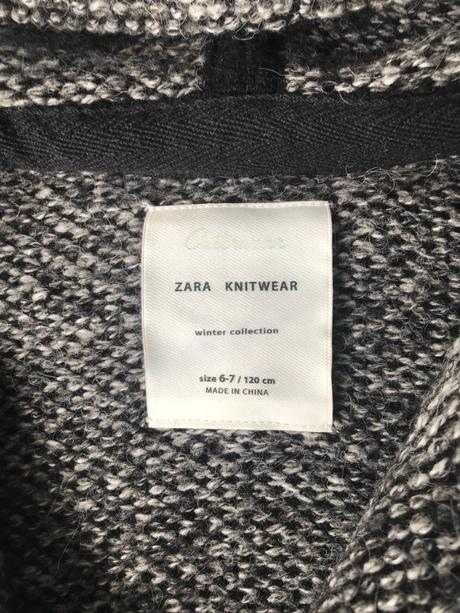 ZARA KNITWEAR
winter collection
size 6-7 / 120 cm
MADE IN CHINA